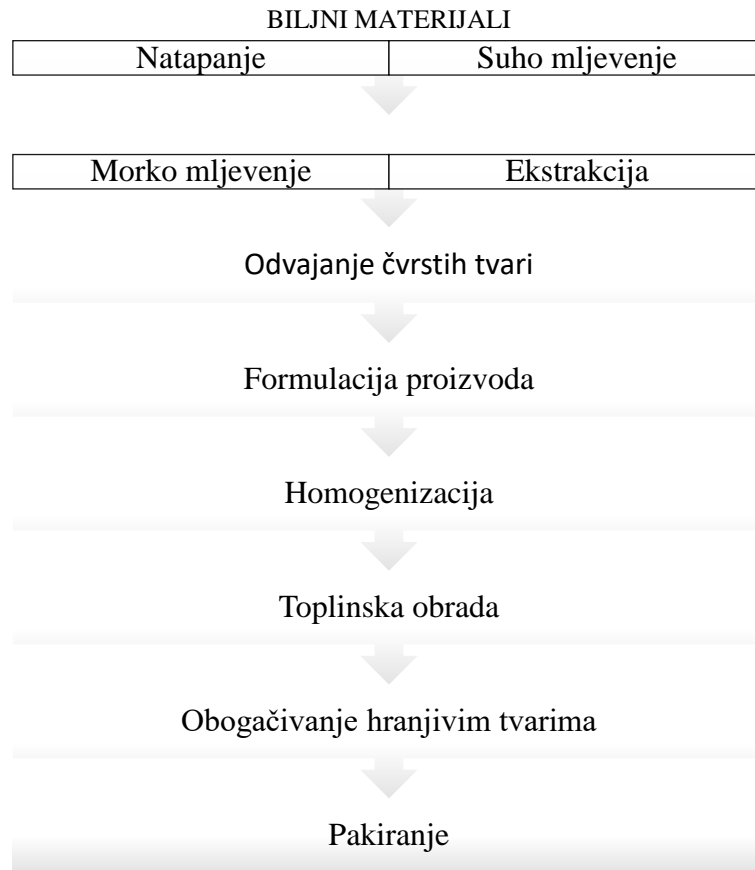 BILJNI MATERIJALI
Natapanje Suho mljevenje
Morko mljevenje Ekstrakcija
Odvajanje čvrstih tvari
Formulacija proizvoda
Homogenizacija
Toplinska obrada
Obogačivanje hranjivim tvarima
Pakiranje